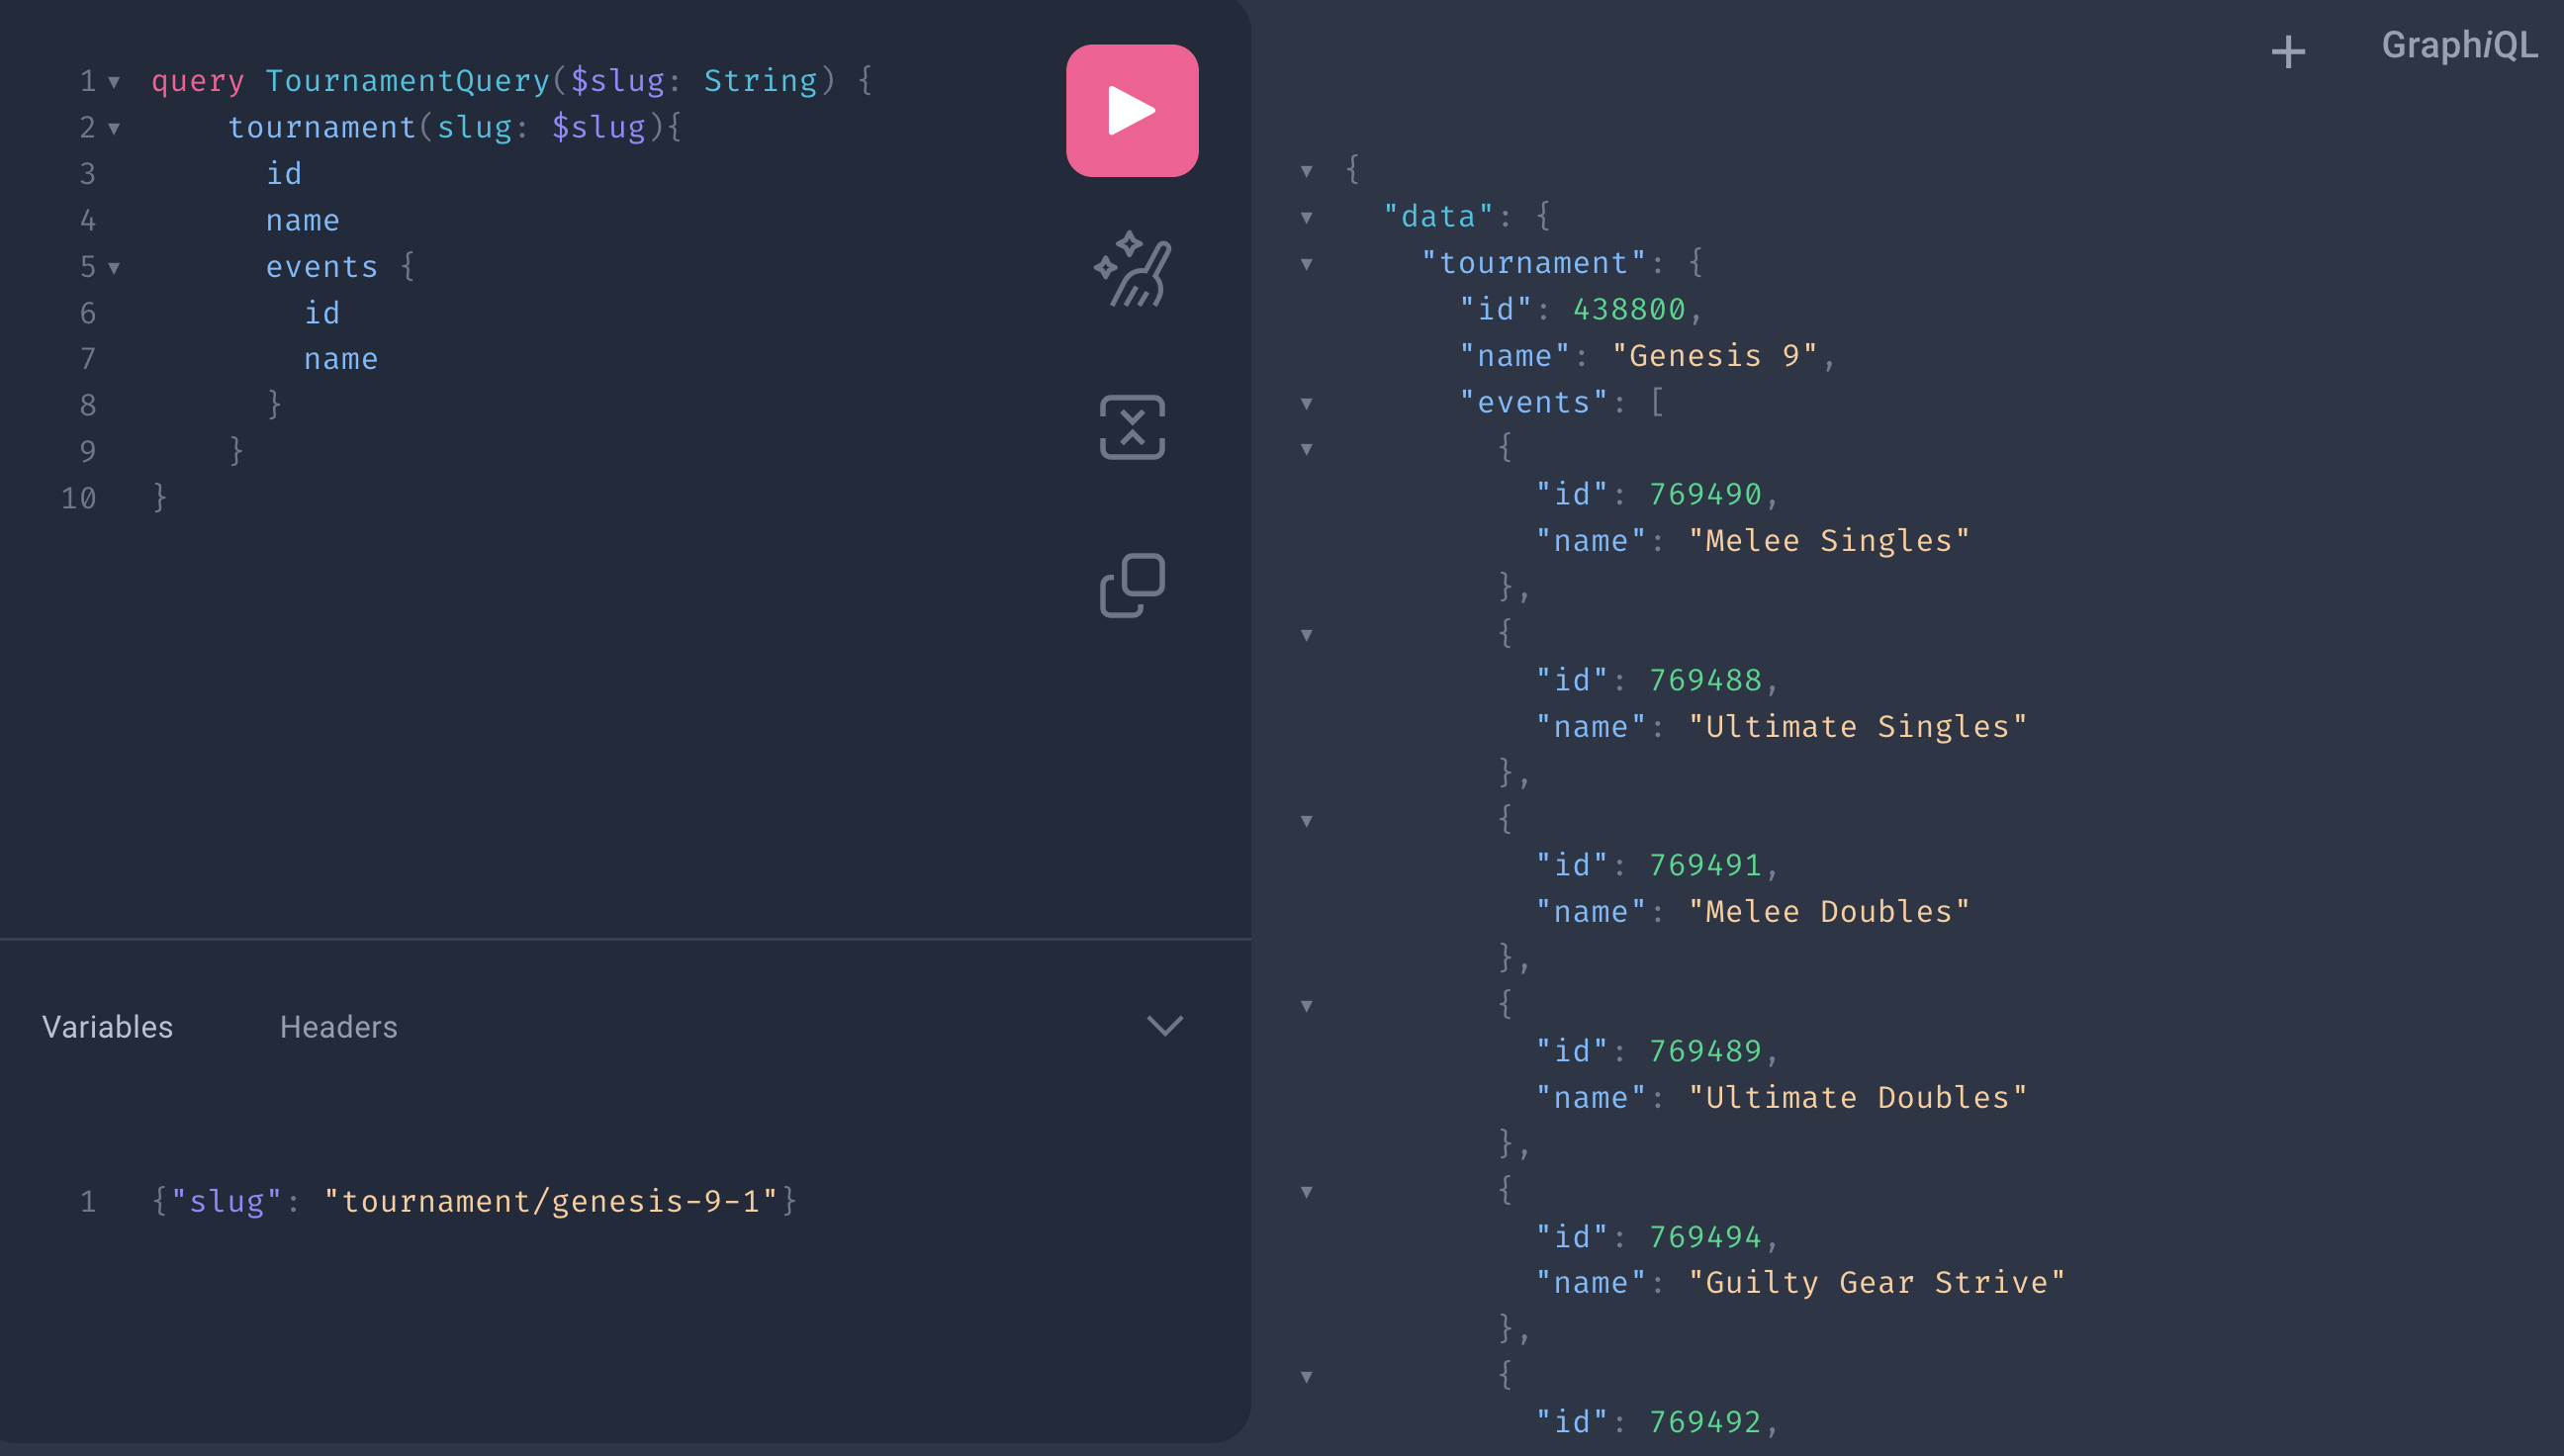 1 query TournamentQuery($slug: String) {
2 tournament(slug: $slug){
3 id
4 name
5 events {
6 id
7 name
8 }
9 }
10 }
Variables Headers
1 {"slug": "tournament/genesis-9-1"}
GraphiQL
{
"data": {
"tournament": {
"id": 438800,
"name": "Genesis 9",
"events": [
{
"id": 769490,
"name": "Melee Singles"
},
{
"id": 769488,
"name": "Ultimate Singles"
},
{
"id": 769491,
"name": "Melee Doubles"
},
{
"id": 769489,
"name": "Ultimate Doubles"
},
{
"id": 769494,
"name": "Guilty Gear Strive"
},
{
"id": 769492,